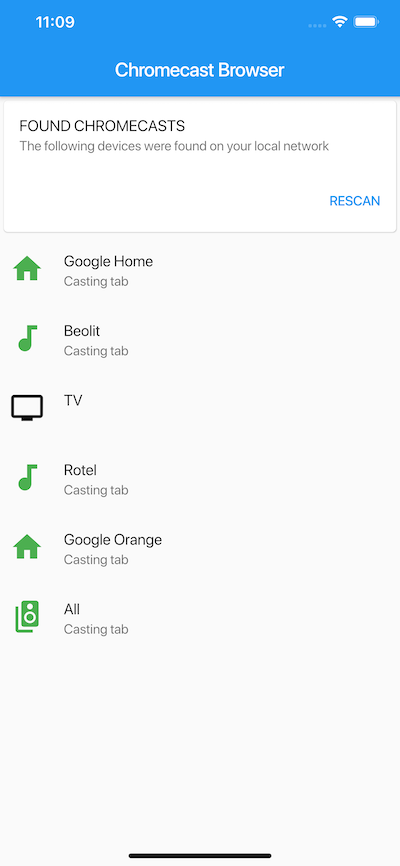 11:09
Chromecast Browser
FOUND CHROMECASTS
The following devices were found on your local network
RESCAN
Google Home
Casting tab
Beolit
Casting tab
TV
Rotel
Casting tab
Google Orange
Casting tab
All
Casting tab